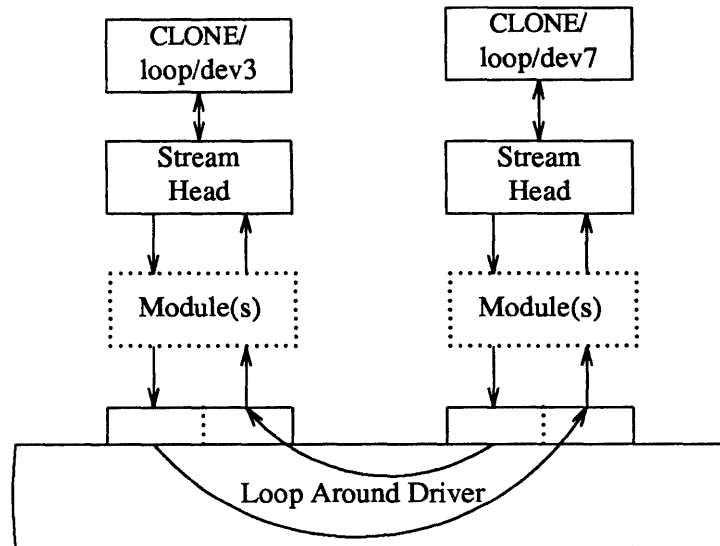 CLONE/
loop/dev3
CLONE/
loop/dev7
Stream
Head
Stream
Head
Module(s)
Module(s)
Loop Around Driver